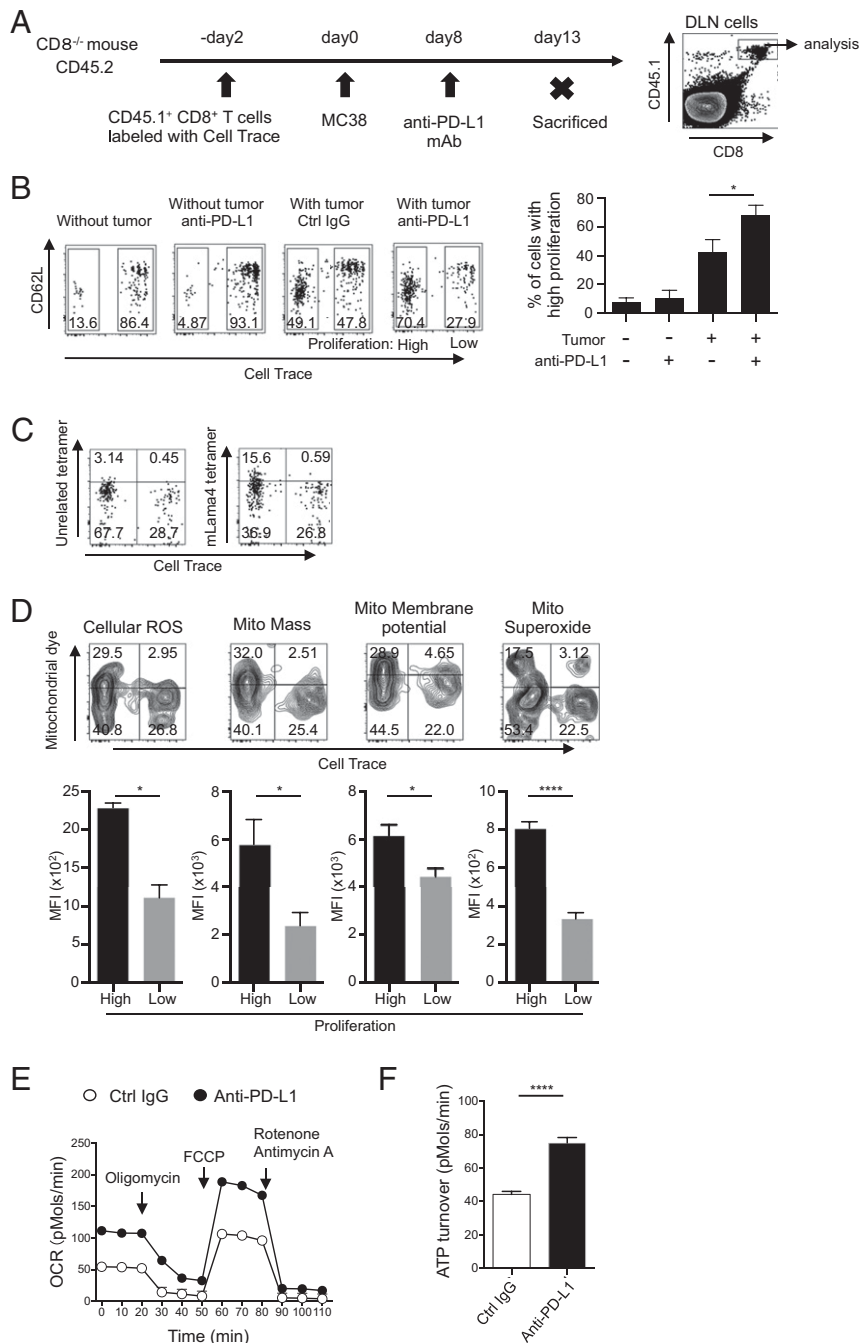 A
CD8-/- mouse
CD45.2
-day2
day0
day8
day13
CD45.1+ CD8+ T cells
labeled with Cell Trace
MC38
anti-PD-L1
mAb
Sacrificed
DLN cells
CD45.1
CD8
analysis
B
Without tumor
Without tumor
anti-PD-L1
With tumor
Ctrl IgG
With tumor
anti-PD-L1
CD62L
13.6 86.4
4.87 93.1
49.1 47.8
70.4 27.9
Proliferation: High Low
Cell Trace
% of cells with
high proliferation
80
60
40
20
0
*
Tumor - - + +
anti-PD-L1 - + - +
C
Unrelated tetramer
3.14 0.45
67.7 28.7
mLama4 tetramer
15.6 0.59
36.9 26.8
Cell Trace
D
Mitochondrial dye
Cellular ROS
29.5 2.95
40.8 26.8
Mito Mass
32.0 2.51
40.1 25.4
Mito Membrane
potential
28.9 4.65
44.5 22.0
Mito
Superoxide
17.5 3.12
53.4 22.5
Cell Trace
MFI (x10²)
25
20
15
10
5
0
*
High Low
MFI (x10³)
8
6
4
2
0
*
High Low
MFI (x10³)
8
6
4
2
0
*
High Low
MFI (x10²)
10
8
6
4
2
0
****
High Low
Proliferation
E
Ctrl IgG Anti-PD-L1
OCR (pMols/min)
250
200
150
100
50
0
Oligomycin
FCCP
Rotenone
Antimycin A
0 10 20 30 40 50 60 70 80 90 100 110
Time (min)
F
ATP turnover (pMols/min)
100
80
60
40
20
0
****
Ctrl IgG
Anti-PD-L1